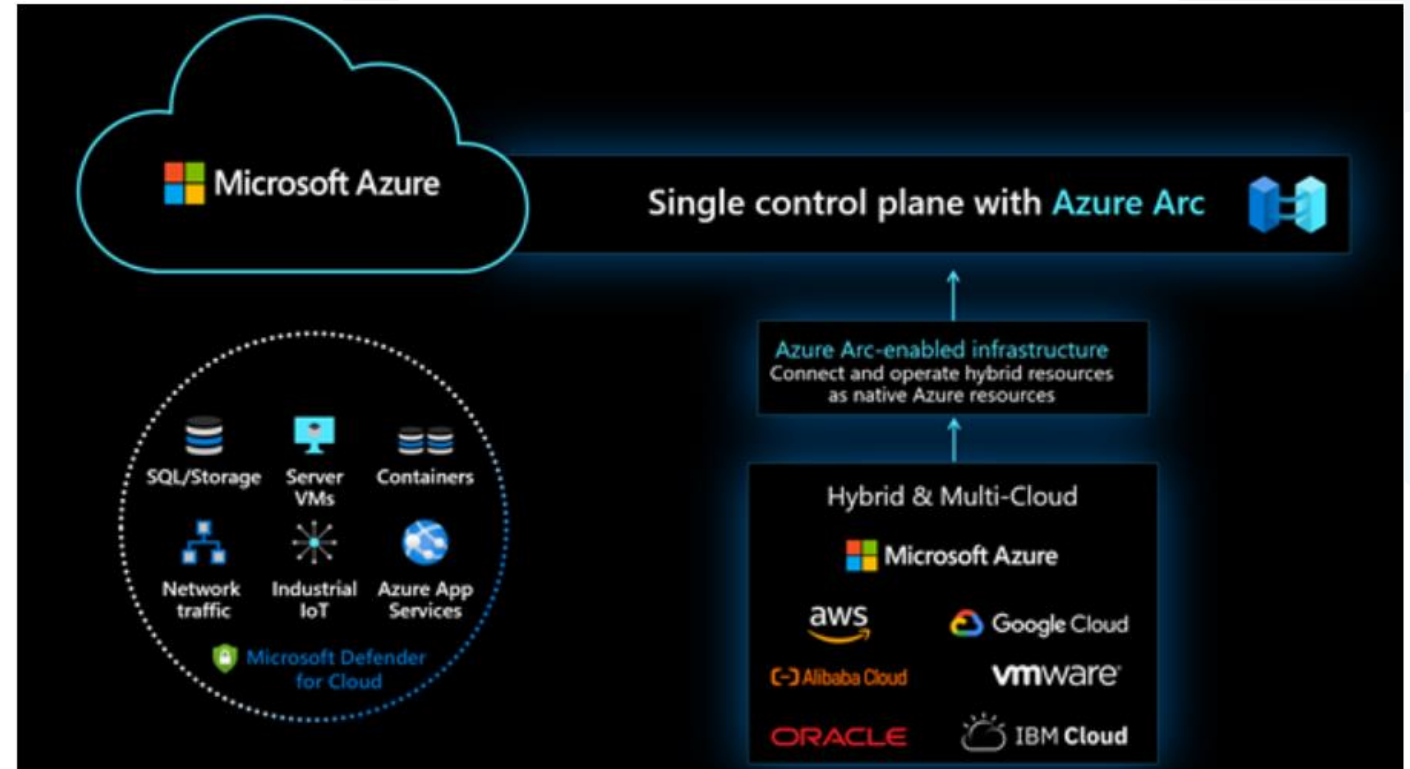 Microsoft Azure
Single control plane with Azure Arc
Azure Arc-enabled infrastructure
Connect and operate hybrid resources
as native Azure resources
SQL/Storage
Server
VMs
Containers
Network
traffic
Industrial
IoT
Azure App
Services
Microsoft Defender
for Cloud
Hybrid & Multi-Cloud
Microsoft Azure
aws
Google Cloud
Alibaba Cloud
vmware
ORACLE
IBM Cloud